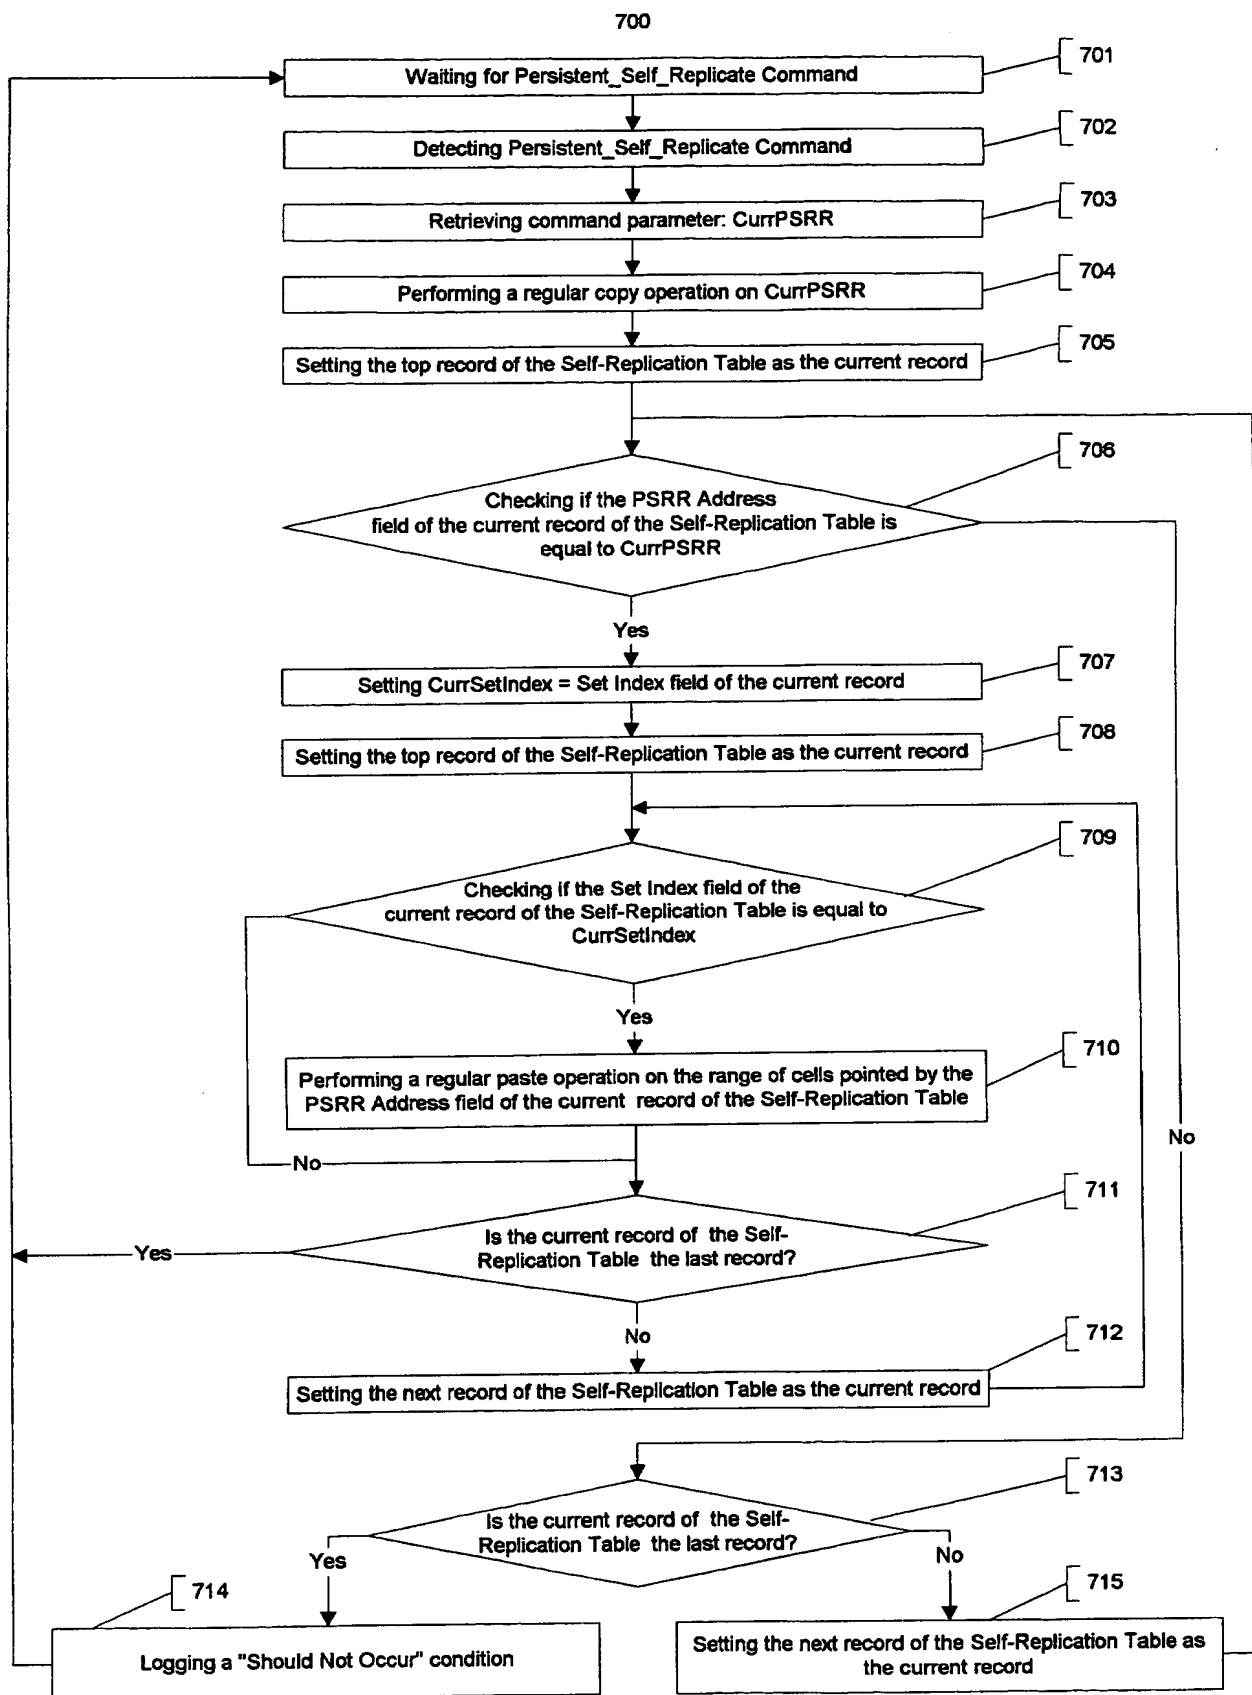 700
Waiting for Persistent_Self_Replicate Command
701
Detecting Persistent_Self_Replicate Command
702
Retrieving command parameter: CurrPSRR
703
Performing a regular copy operation on CurrPSRR
704
Setting the top record of the Self-Replication Table as the current record
705
706
Checking if the PSRR Address
field of the current record of the Self-Replication Table is
equal to CurrPSRR
Yes
Setting CurrSetIndex = Set Index field of the current record
707
Setting the top record of the Self-Replication Table as the current record
708
709
Checking if the Set Index field of the
current record of the Self-Replication Table is equal to
CurrSetIndex
Yes
710
Performing a regular paste operation on the range of cells pointed by the
PSRR Address field of the current record of the Self-Replication Table
No
No
711
Is the current record of the Self-
Replication Table the last record?
Yes
No
712
Setting the next record of the Self-Replication Table as the current record
713
Is the current record of the Self-
Replication Table the last record?
Yes
No
714
715
Logging a "Should Not Occur" condition
Setting the next record of the Self-Replication Table as
the current record